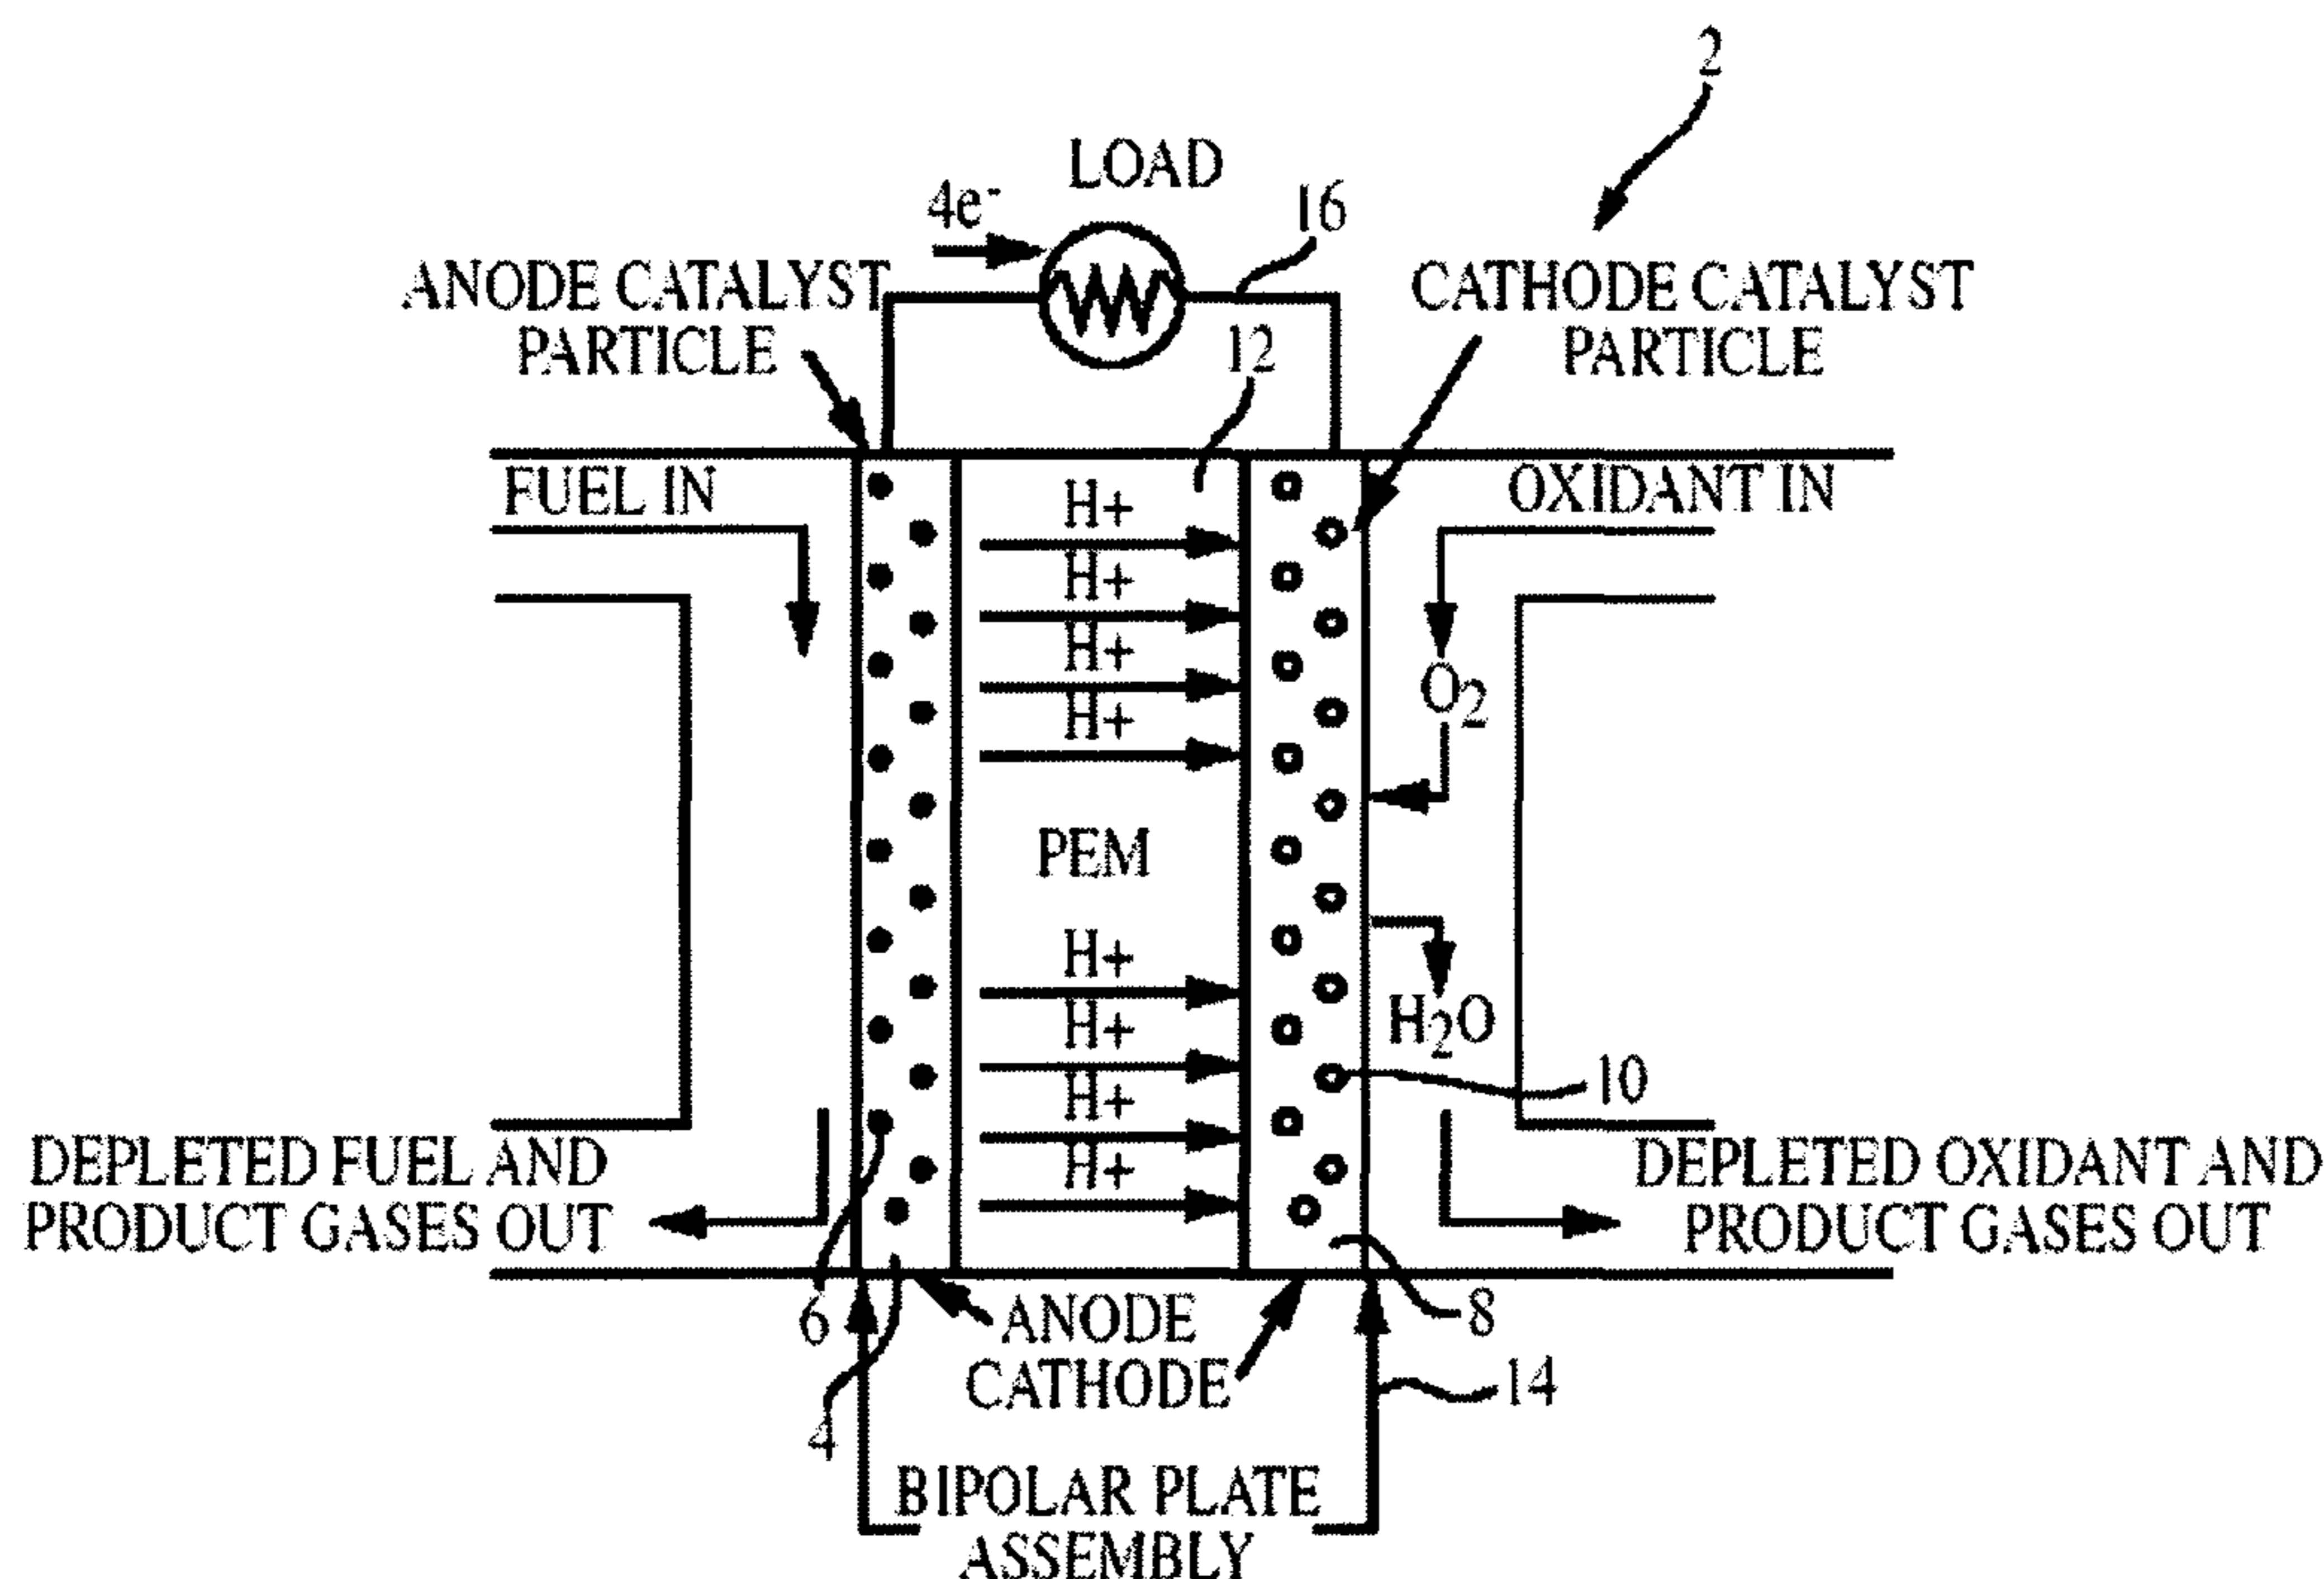 2
LOAD
4e-
16
ANODE CATALYST
PARTICLE
CATHODE CATALYST
PARTICLE
12
FUEL IN
OXIDANT IN
H+
H+
H+
H+
O2
PEM
H+
H+
H+
H+
H2O
10
DEPLETED FUEL AND
PRODUCT GASES OUT
DEPLETED OXIDANT AND
PRODUCT GASES OUT
6
ANODE
8
CATHODE
14
4
BIPOLAR PLATE
ASSEMBLY